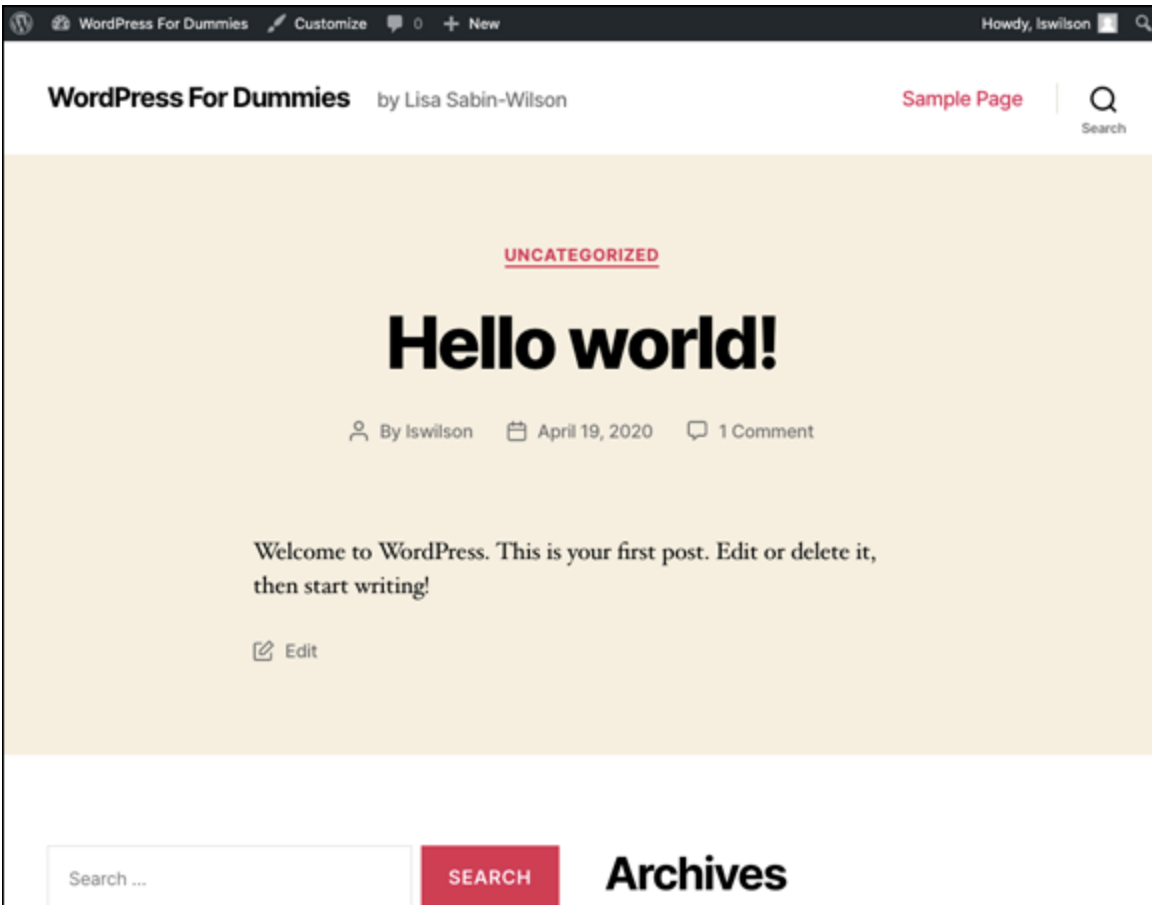 WordPress For Dummies Customize 0 New Howdy, lswilson
WordPress For Dummies by Lisa Sabin-Wilson Sample Page
Search
UNCATEGORIZED
Hello world!
By lswilson April 19, 2020 1 Comment
Welcome to WordPress. This is your first post. Edit or delete it,
then start writing!
Edit
Search ... SEARCH Archives